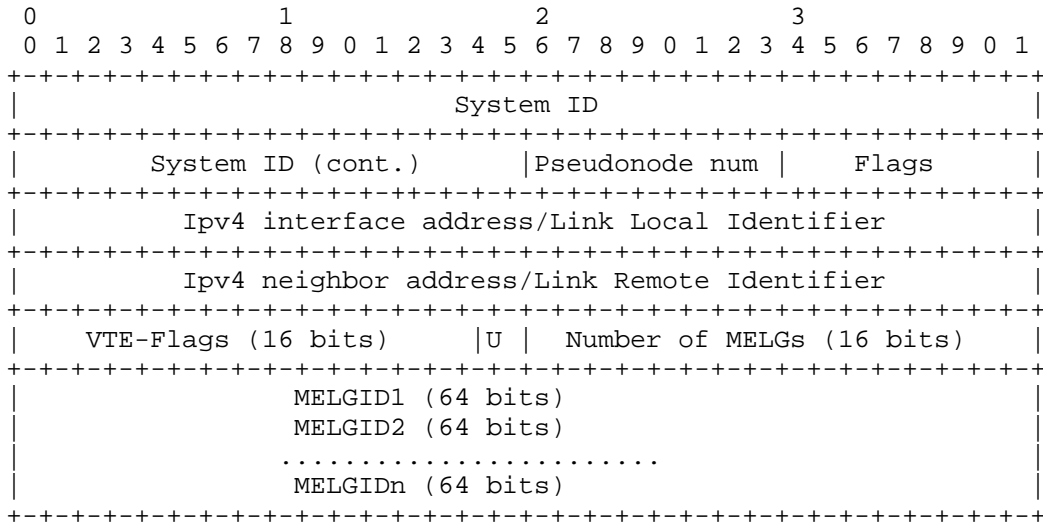 0                   1                   2                   3
 0 1 2 3 4 5 6 7 8 9 0 1 2 3 4 5 6 7 8 9 0 1 2 3 4 5 6 7 8 9 0 1
+-+-+-+-+-+-+-+-+-+-+-+-+-+-+-+-+-+-+-+-+-+-+-+-+-+-+-+-+-+-+-+-+
|                           System ID                           |
+-+-+-+-+-+-+-+-+-+-+-+-+-+-+-+-+-+-+-+-+-+-+-+-+-+-+-+-+-+-+-+-+
|        System ID (cont.)      |Pseudonode num |     Flags     |
+-+-+-+-+-+-+-+-+-+-+-+-+-+-+-+-+-+-+-+-+-+-+-+-+-+-+-+-+-+-+-+-+
|          Ipv4 interface address/Link Local Identifier         |
+-+-+-+-+-+-+-+-+-+-+-+-+-+-+-+-+-+-+-+-+-+-+-+-+-+-+-+-+-+-+-+-+
|          Ipv4 neighbor address/Link Remote Identifier         |
+-+-+-+-+-+-+-+-+-+-+-+-+-+-+-+-+-+-+-+-+-+-+-+-+-+-+-+-+-+-+-+-+
|    VTE-Flags (16 bits)     |U |  Number of MELGs (16 bits)    |
+-+-+-+-+-+-+-+-+-+-+-+-+-+-+-+-+-+-+-+-+-+-+-+-+-+-+-+-+-+-+-+-+
|                 MELGID1 (64 bits)                             |
|                 MELGID2 (64 bits)                             |
|                ........................                       |
|                 MELGIDn (64 bits)                             |
+-+-+-+-+-+-+-+-+-+-+-+-+-+-+-+-+-+-+-+-+-+-+-+-+-+-+-+-+-+-+-+-+